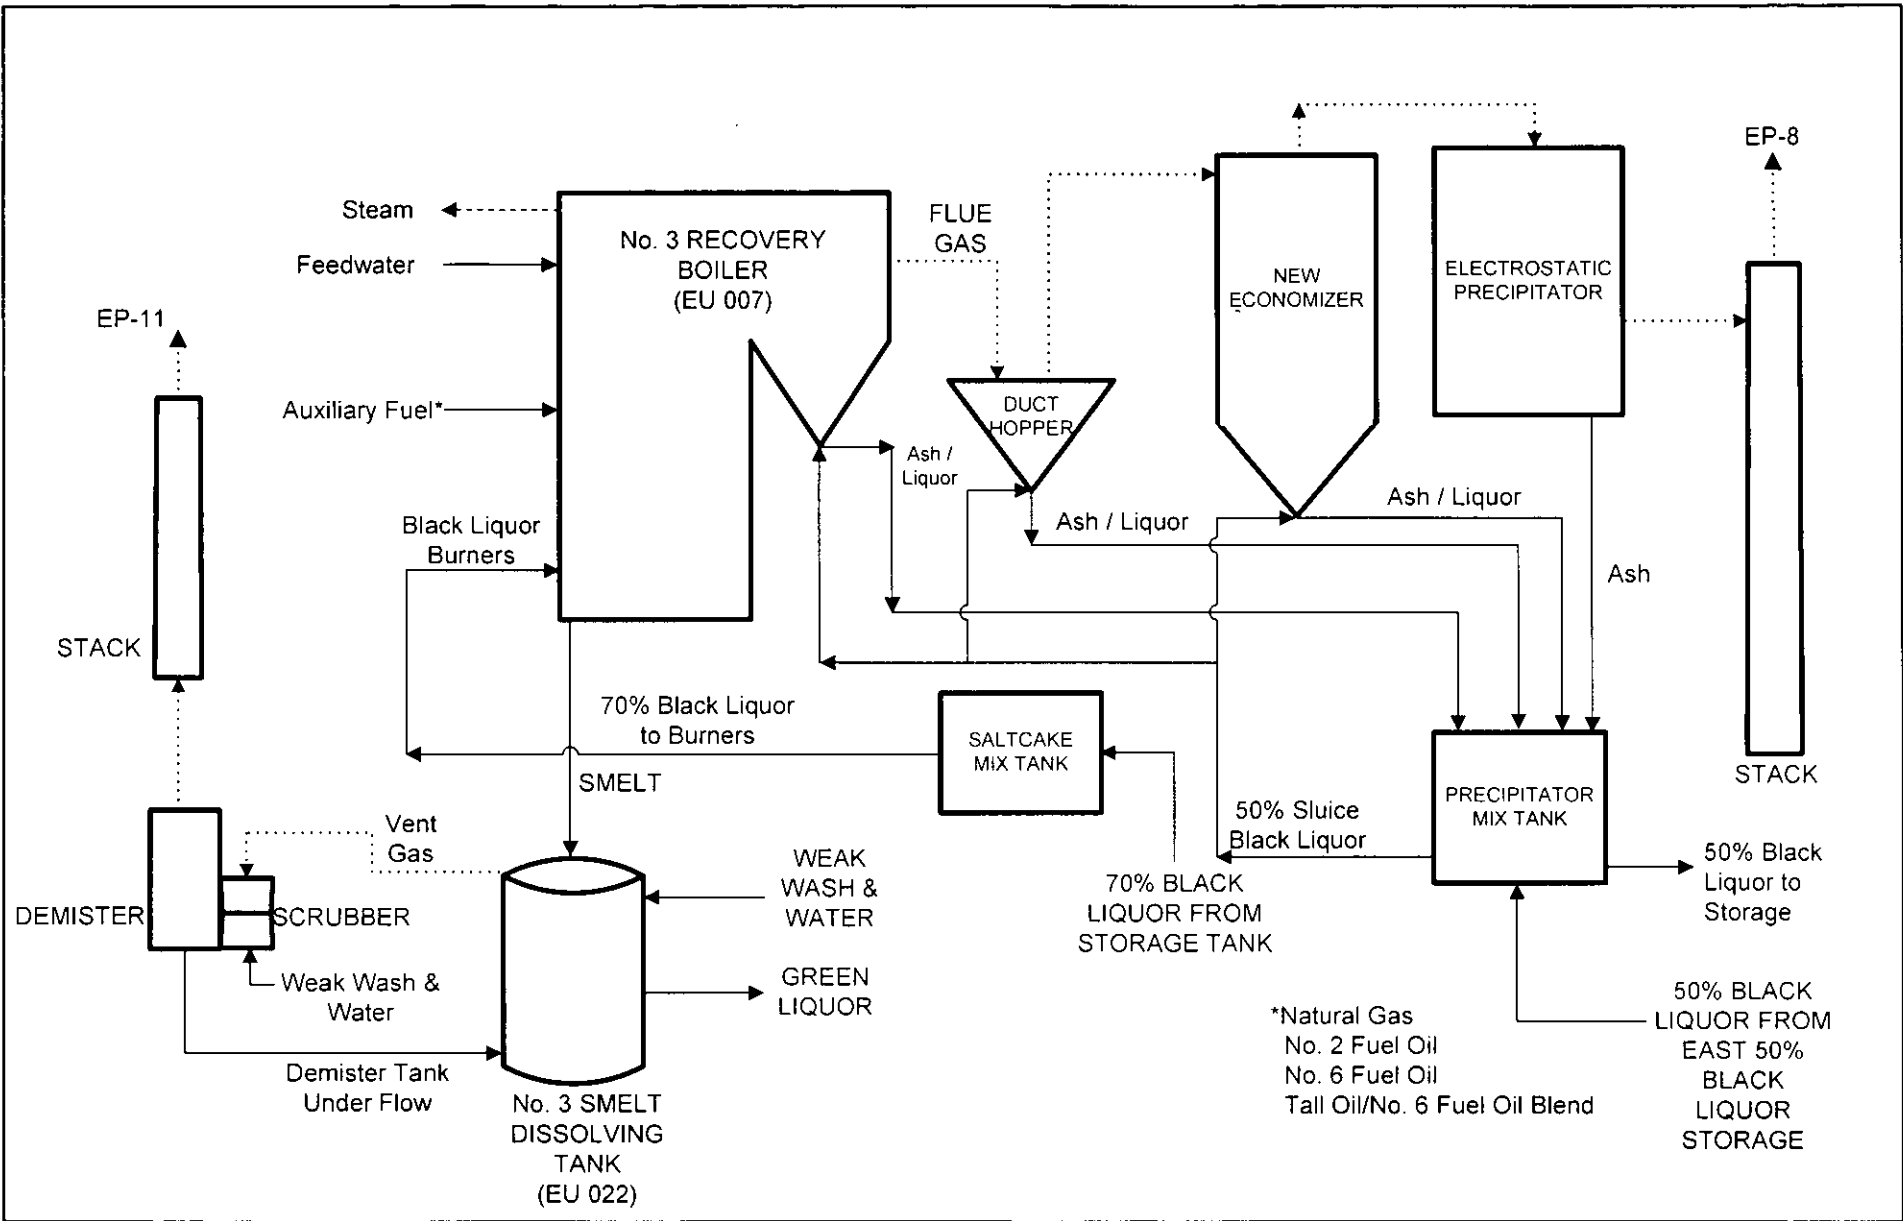 EP-8
Steam
FLUE
GAS
No. 3 RECOVERY
BOILER
(EU 007)
Feedwater
NEW
ECONOMIZER
ELECTROSTATIC
PRECIPITATOR
EP-11
Auxiliary Fuel*
DUCT
HOPPER
Ash /
Liquor
Ash / Liquor
Ash / Liquor
Black Liquor
Burners
Ash
STACK
70% Black Liquor
to Burners
SALTCAKE
MIX TANK
STACK
SMELT
PRECIPITATOR
MIX TANK
50% Sluice
Black Liquor
Vent
Gas
WEAK
WASH &
WATER
70% BLACK
LIQUOR FROM
STORAGE TANK
50% Black
Liquor to
Storage
DEMISTER
SCRUBBER
Weak Wash &
Water
GREEN
LIQUOR
50% BLACK
LIQUOR FROM
EAST 50%
BLACK
LIQUOR
STORAGE
*Natural Gas
No. 2 Fuel Oil
No. 6 Fuel Oil
Tall Oil/No. 6 Fuel Oil Blend
Demister Tank
Under Flow
No. 3 SMELT
DISSOLVING
TANK
(EU 022)